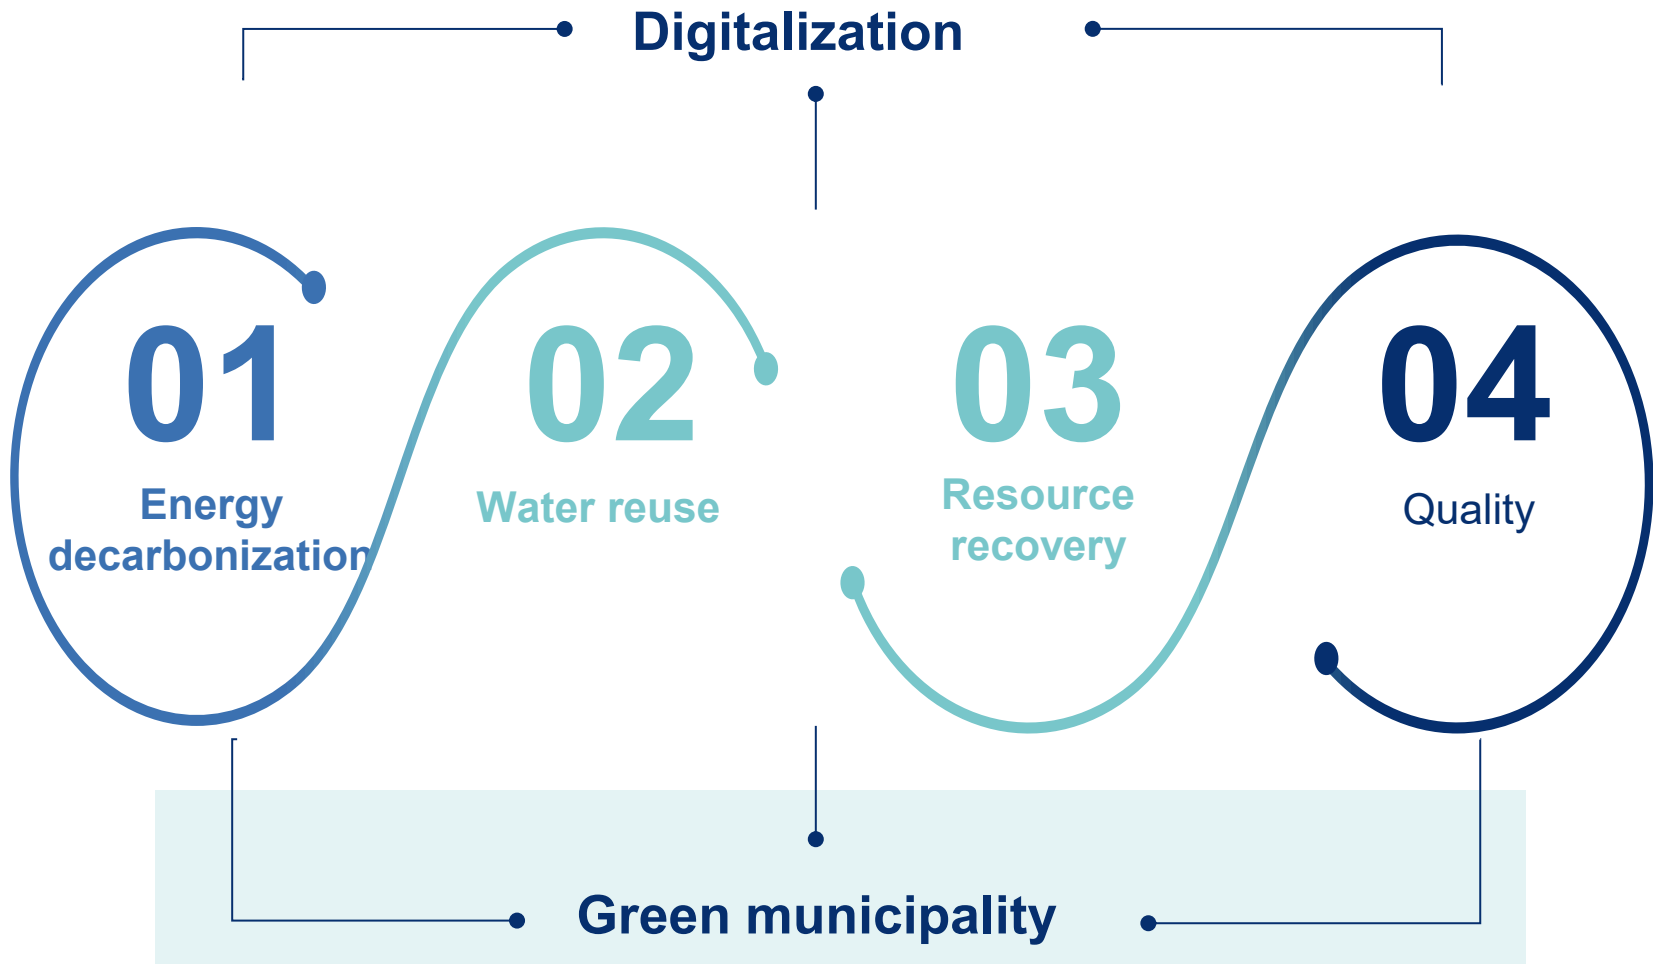 Digitalization
01
Energy
decarbonization
02
Water reuse
03
Resource
recovery
04
Quality
Green municipality